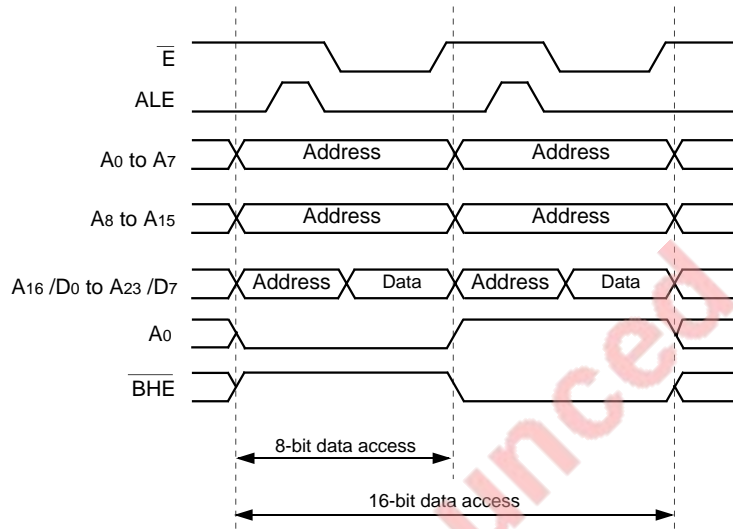 E
ALE
A0 to A7 Address Address
A8 to A15 Address Address
A16 /D0 to A23 /D7 Address Data Address Data
A0
BHE
8-bit data access
16-bit data access